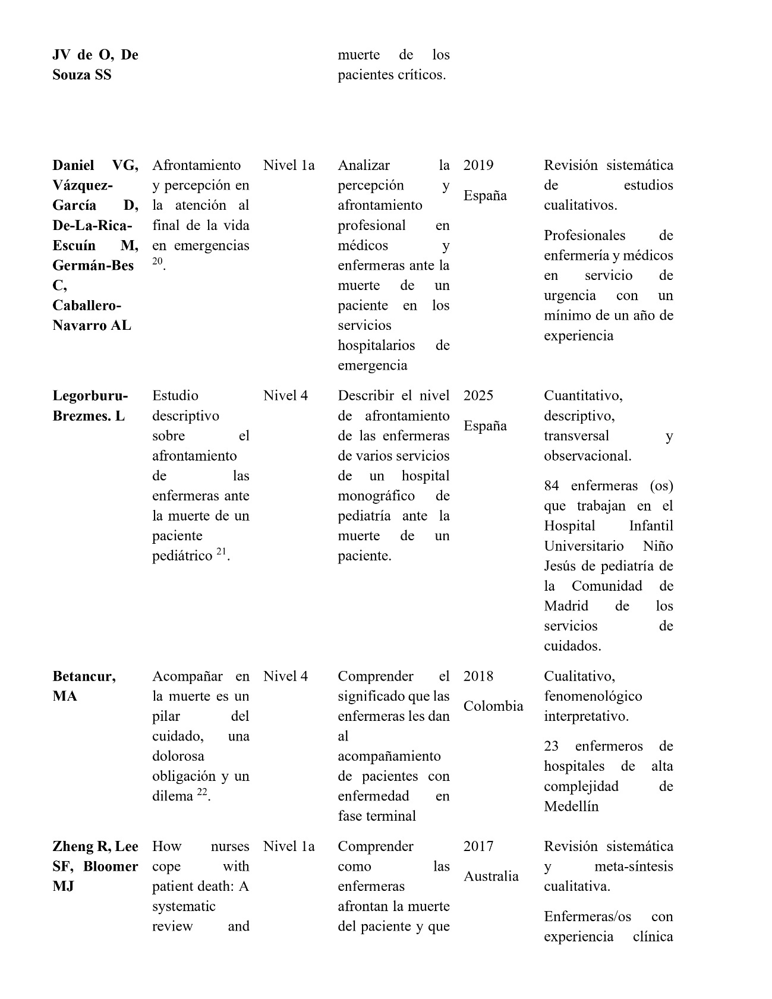 JV de O, De
Souza SS
muerte de los
pacientes críticos.
Daniel VG,
Vázquez-
García D,
De-La-Rica-
Escuín M,
Germán-Bes
C,
Caballero-
Navarro AL
Afrontamiento
y percepción en
la atención al
final de la vida
en emergencias
20.
Nivel 1a
Analizar la
percepción y
afrontamiento
profesional en
médicos y
enfermeras ante la
muerte de un
paciente en los
servicios
hospitalarios de
emergencia
2019
España
Revisión sistemática
de estudios
cualitativos.
Profesionales de
enfermería y médicos
en servicio de
urgencia con un
mínimo de un año de
experiencia
Legorburu-
Brezmes. L
Estudio
descriptivo
sobre el
afrontamiento
de las
enfermeras ante
la muerte de un
paciente
pediátrico 21.
Nivel 4
Describir el nivel
de afrontamiento
de las enfermeras
de varios servicios
de un hospital
monográfico de
pediatría ante la
muerte de un
paciente.
2025
España
Cuantitativo,
descriptivo,
transversal y
observacional.
84 enfermeras (os)
que trabajan en el
Hospital Infantil
Universitario Niño
Jesús de pediatría de
la Comunidad de
Madrid de los
servicios de
cuidados.
Betancur,
MA
Acompañar en
la muerte es un
pilar del
cuidado, una
dolorosa
obligación y un
dilema 22.
Nivel 4
Comprender el
significado que las
enfermeras les dan
al
acompañamiento
de pacientes con
enfermedad en
fase terminal
2018
Colombia
Cualitativo,
fenomenológico
interpretativo.
23 enfermeros de
hospitales de alta
complejidad de
Medellín
Zheng R, Lee
SF, Bloomer
MJ
How nurses
cope with
patient death: A
systematic
review and
Nivel 1a
Comprender
como las
enfermeras
afrontan la muerte
del paciente y que
2017
Australia
Revisión sistemática
y meta-síntesis
cualitativa.
Enfermeras/os con
experiencia clínica